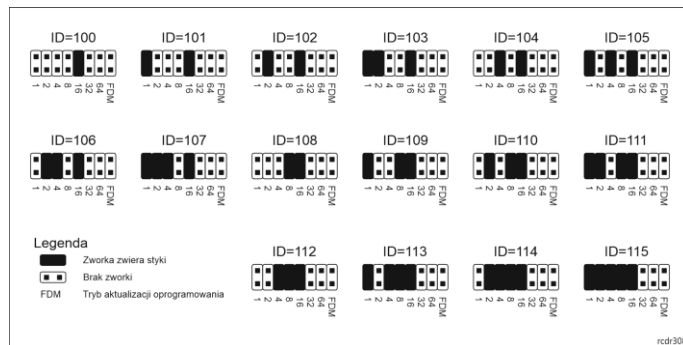 ID=100 ID=101 ID=102 ID=103 ID=104 ID=105
1 2 4 8 16 32 64 FDM 1 2 4 8 16 32 64 FDM 1 2 4 8 16 32 64 FDM 1 2 4 8 16 32 64 FDM 1 2 4 8 16 32 64 FDM 1 2 4 8 16 32 64 FDM
ID=106 ID=107 ID=108 ID=109 ID=110 ID=111
1 2 4 8 16 32 64 FDM 1 2 4 8 16 32 64 FDM 1 2 4 8 16 32 64 FDM 1 2 4 8 16 32 64 FDM 1 2 4 8 16 32 64 FDM 1 2 4 8 16 32 64 FDM
Legenda
Zworka zwiera styki
Brak zworki
FDM Tryb aktualizacji oprogramowania
ID=112 ID=113 ID=114 ID=115
1 2 4 8 16 32 64 FDM 1 2 4 8 16 32 64 FDM 1 2 4 8 16 32 64 FDM 1 2 4 8 16 32 64 FDM